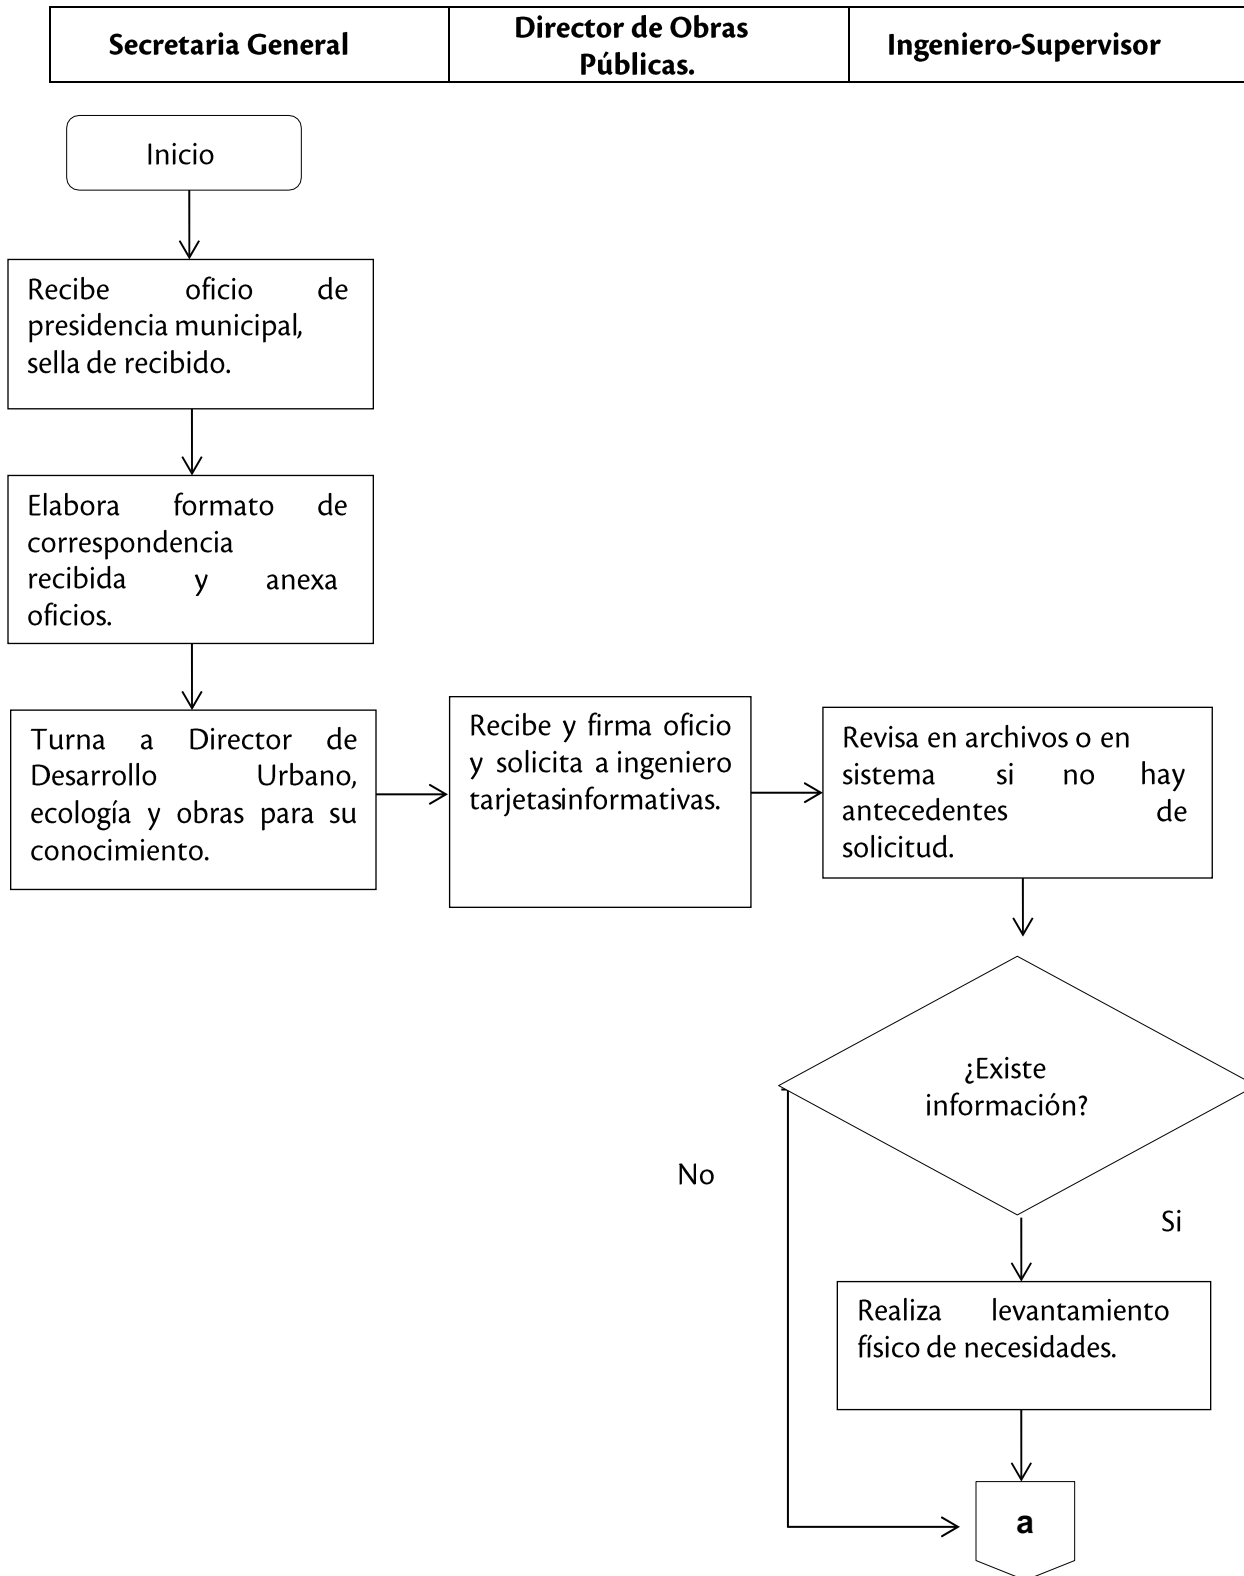 Secretaria General
Director de Obras
Públicas.
Ingeniero-Supervisor
Inicio
Recibe oficio de
presidencia municipal,
sella de recibido.
Elabora formato de
correspondencia
recibida y anexa
oficios.
Turna a Director de
Desarrollo Urbano,
ecología y obras para su
conocimiento.
Recibe y firma oficio
y solicita a ingeniero
tarjetasinformativas.
Revisa en archivos o en
sistema si no hay
antecedentes de
solicitud.
¿Existe
información?
No
Si
Realiza levantamiento
físico de necesidades.
a